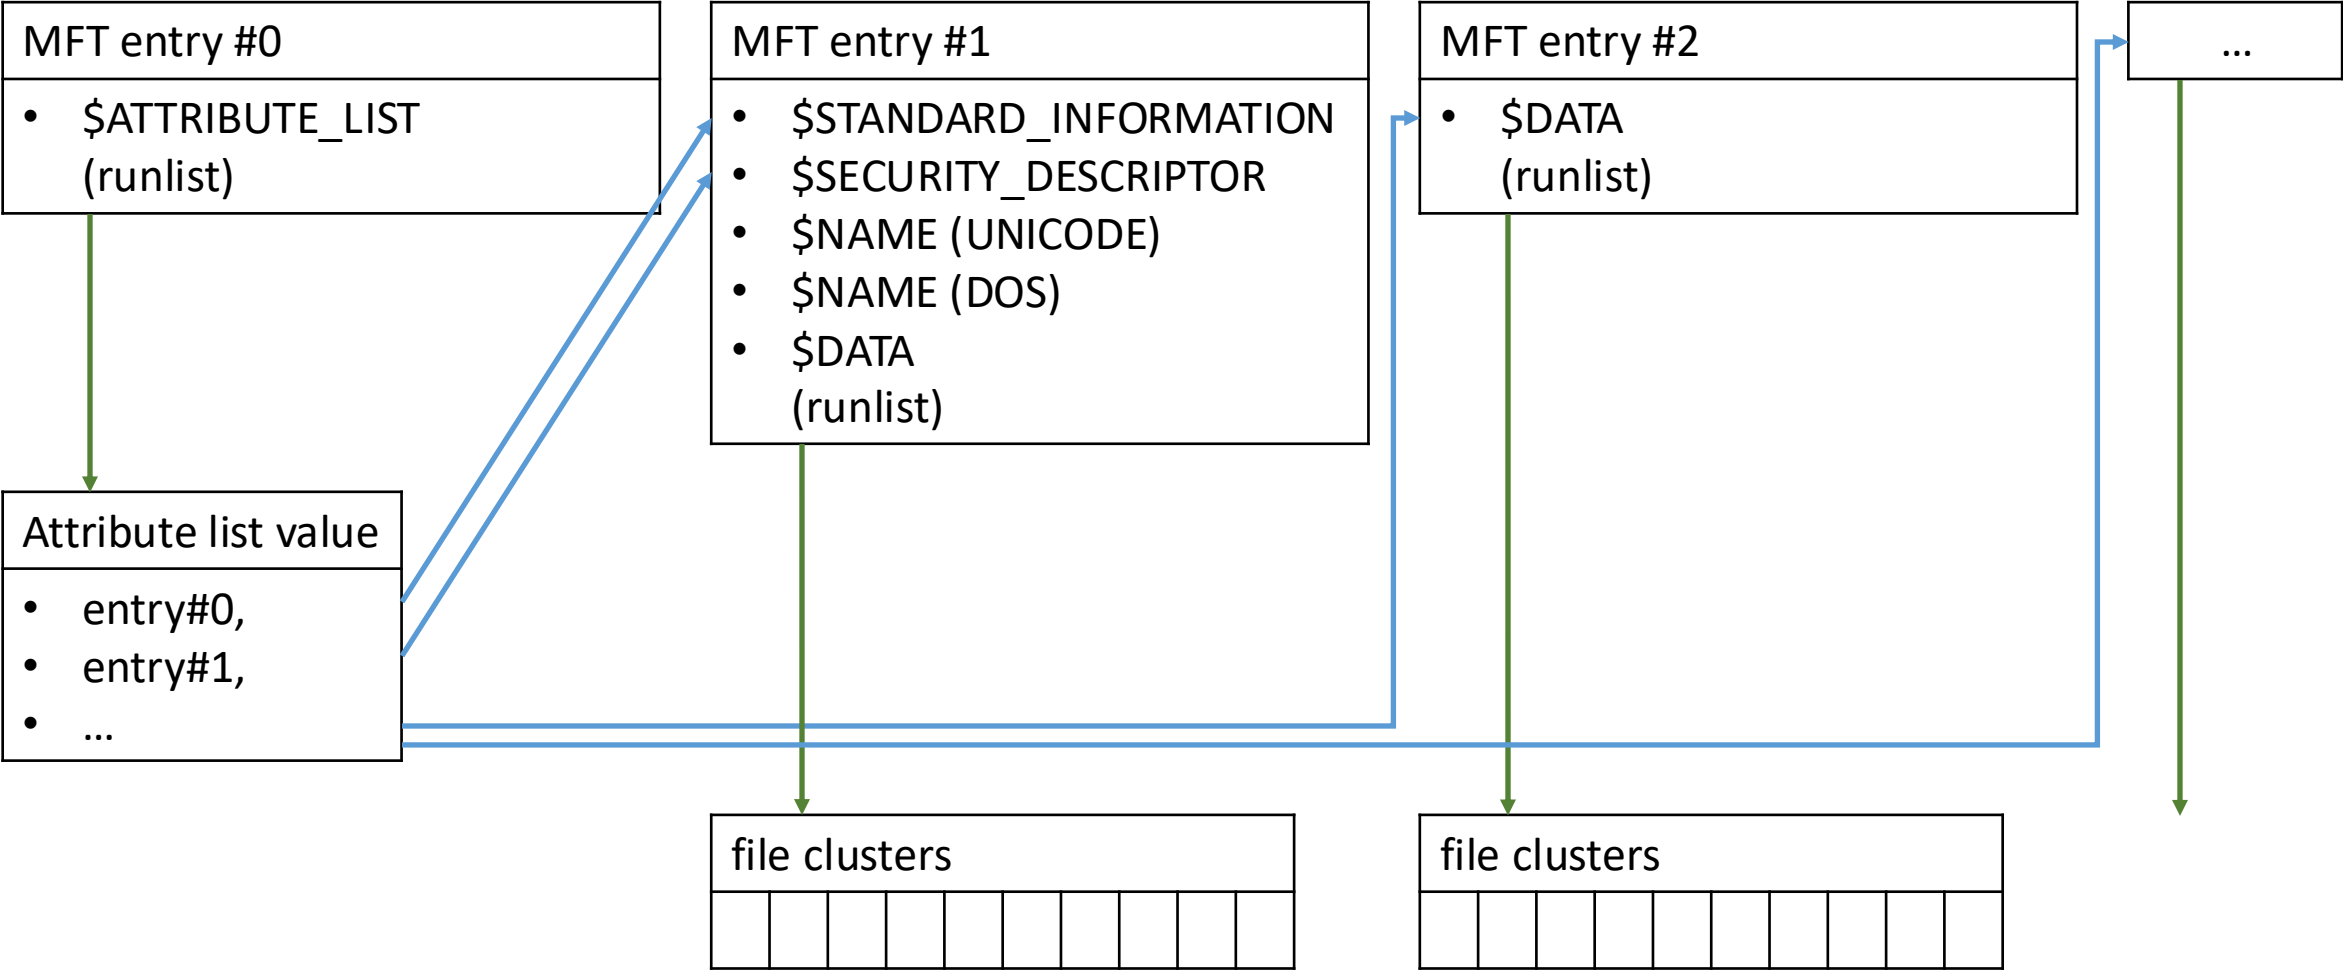 MFT entry #0
• $ATTRIBUTE_LIST
(runlist)
MFT entry #1
• $STANDARD_INFORMATION
• $SECURITY_DESCRIPTOR
• $NAME (UNICODE)
• $NAME (DOS)
• $DATA
(runlist)
MFT entry #2
• $DATA
(runlist)
...
Attribute list value
• entry#0,
• entry#1,
• ...
file clusters
file clusters